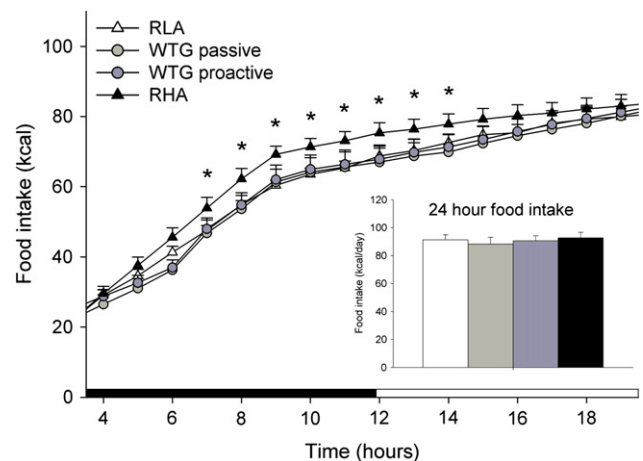 RLA
WTG passive
WTG proactive
RHA
100
80
60
40
20
0
Food intake (kcal)
* * * * * * * *
24 hour food intake
120
100
80
60
40
20
0
Food intake (kcal/day)
4 6 8 10 12 14 16 18
Time (hours)